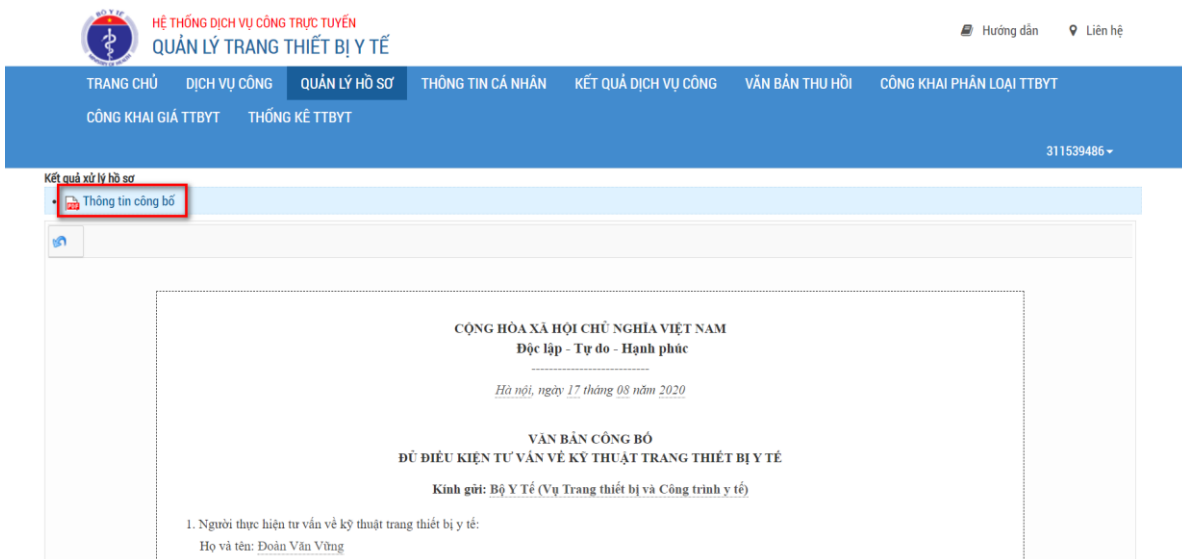 BỘ Y TẾ
MINISTRY OF HEALTH
HỆ THỐNG DỊCH VỤ CÔNG TRỰC TUYẾN
QUẢN LÝ TRANG THIẾT BỊ Y TẾ
Hướng dẫn Liên hệ
TRANG CHỦ DỊCH VỤ CÔNG QUẢN LÝ HỒ SƠ THÔNG TIN CÁ NHÂN KẾT QUẢ DỊCH VỤ CÔNG VĂN BẢN THU HỒI CÔNG KHAI PHÂN LOẠI TTBYT
CÔNG KHAI GIÁ TTBYT THỐNG KÊ TTBYT
311539486
Kết quả xử lý hồ sơ
Thông tin công bố
CỘNG HÒA XÃ HỘI CHỦ NGHĨA VIỆT NAM
Độc lập - Tự do - Hạnh phúc
---------------------------
Hà nội, ngày 17 tháng 08 năm 2020
VĂN BẢN CÔNG BỐ
ĐỦ ĐIỀU KIỆN TƯ VẤN VỀ KỸ THUẬT TRANG THIẾT BỊ Y TẾ
Kính gửi: Bộ Y Tế (Vụ Trang thiết bị và Công trình y tế)
1. Người thực hiện tư vấn về kỹ thuật trang thiết bị y tế:
Họ và tên: Đoàn Văn Vững